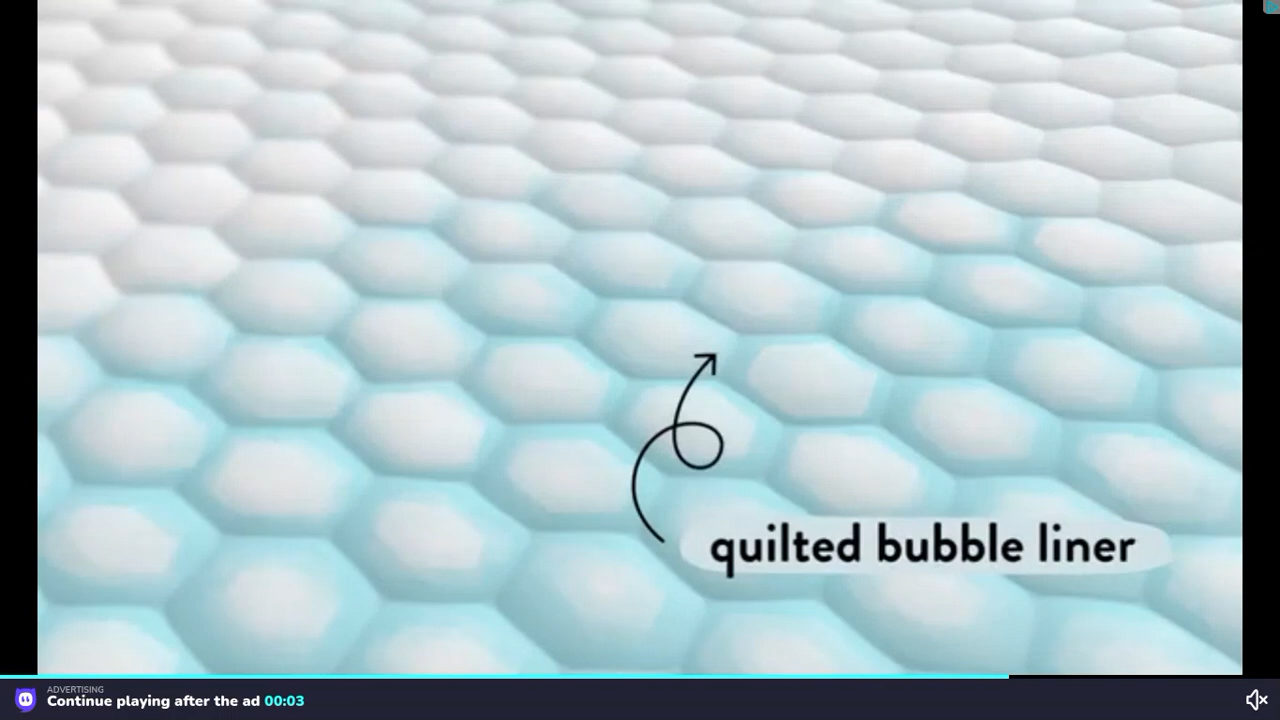 quilted bubble liner
ADVERTISING
Continue playing after the ad 00:03